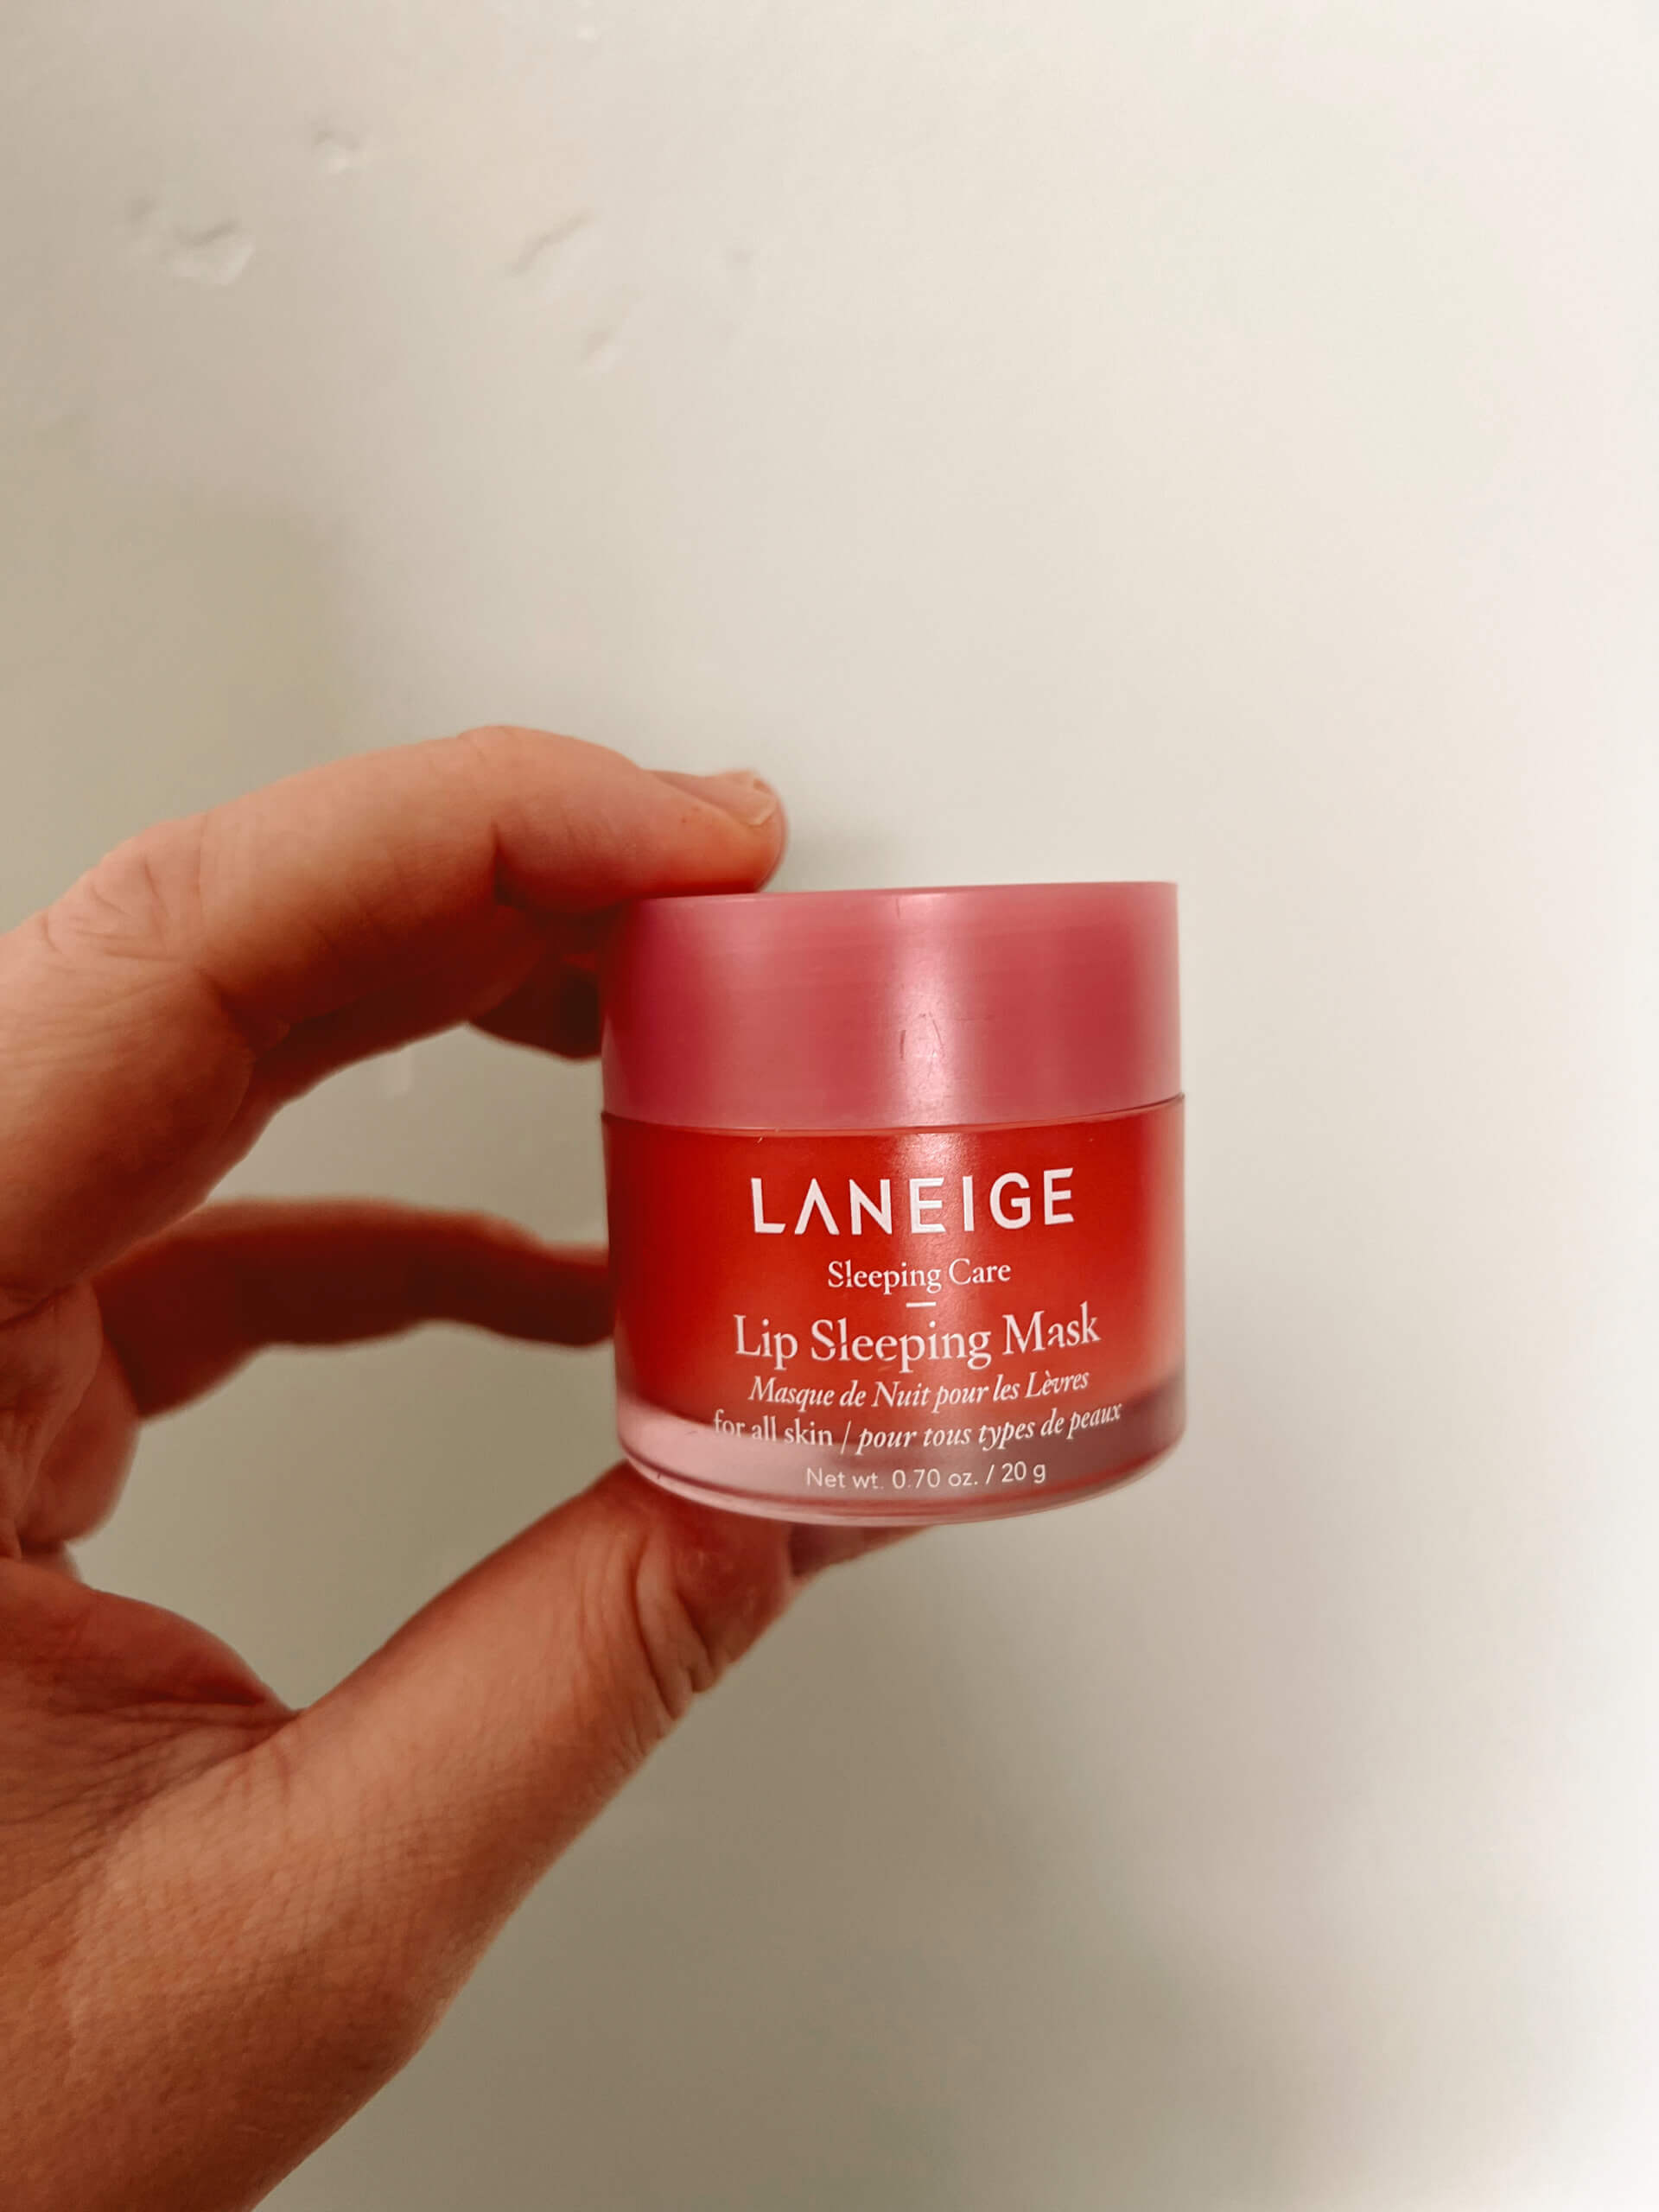 LANEIGE
Sleeping Care
Lip Sleeping Mask
Masque de Nuit pour les Lèvres
for all skin / pour tous types de peaux
Net wt. 0.70 oz. / 20 g